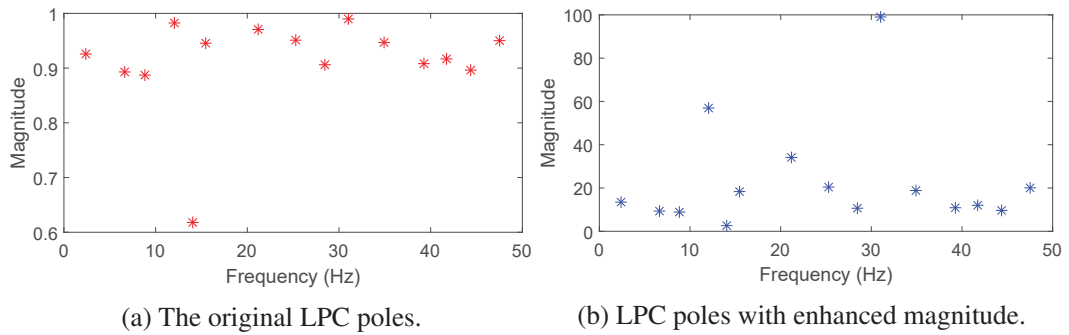 1
0.9
0.8
0.7
0.6
Magnitude
0 10 20 30 40 50
Frequency (Hz)
(a) The original LPC poles.
100
80
60
40
20
0
Magnitude
0 10 20 30 40 50
Frequency (Hz)
(b) LPC poles with enhanced magnitude.